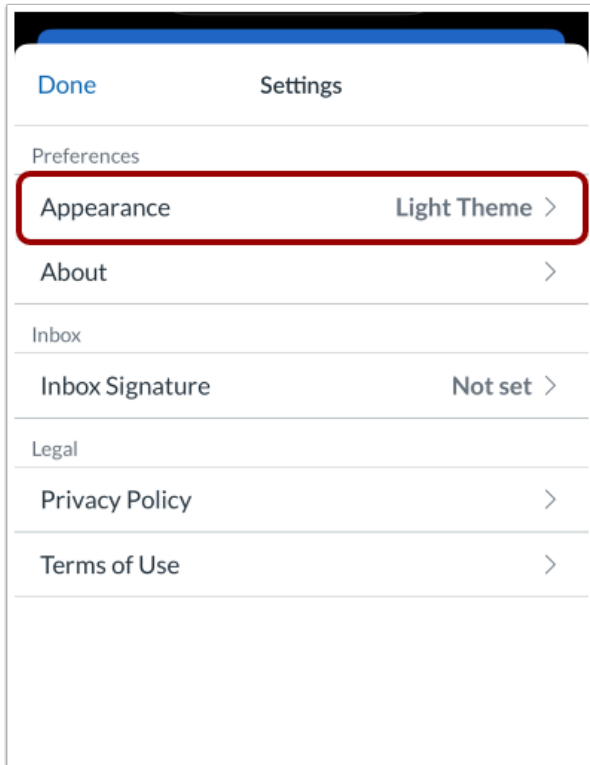 Done Settings
Preferences
Appearance Light Theme
About
Inbox
Inbox Signature Not set
Legal
Privacy Policy
Terms of Use